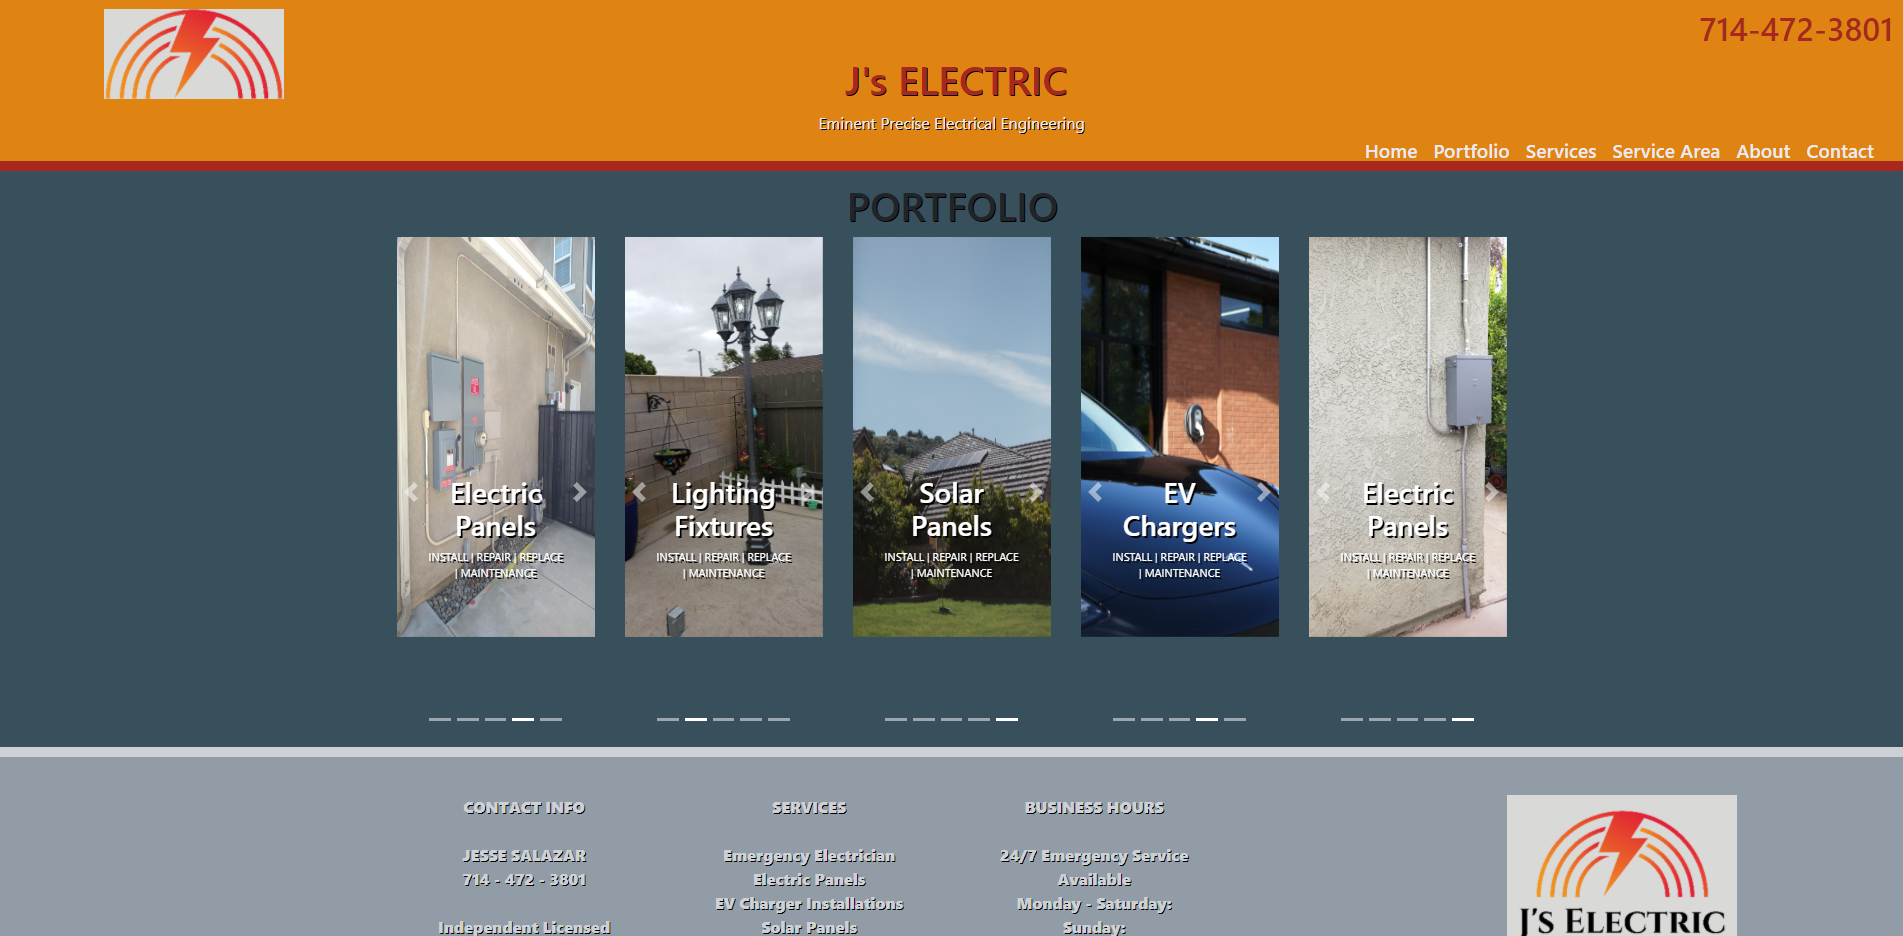 714-472-3801
J's ELECTRIC
Eminent Precise Electrical Engineering
Home Portfolio Services Service Area About Contact
PORTFOLIO
Electric
Panels
INSTALL | REPAIR | REPLACE
| MAINTENANCE
Lighting
Fixtures
INSTALL | REPAIR | REPLACE
| MAINTENANCE
Solar
Panels
INSTALL | REPAIR | REPLACE
| MAINTENANCE
EV
Chargers
INSTALL | REPAIR | REPLACE
| MAINTENANCE
Electric
Panels
INSTALL | REPAIR | REPLACE
| MAINTENANCE
CONTACT INFO
JESSE SALAZAR
714 - 472 - 3801
Independent Licensed
SERVICES
Emergency Electrician
Electric Panels
EV Charger Installations
Solar Panels
BUSINESS HOURS
24/7 Emergency Service
Available
Monday - Saturday:
Sunday:
J'S ELECTRIC